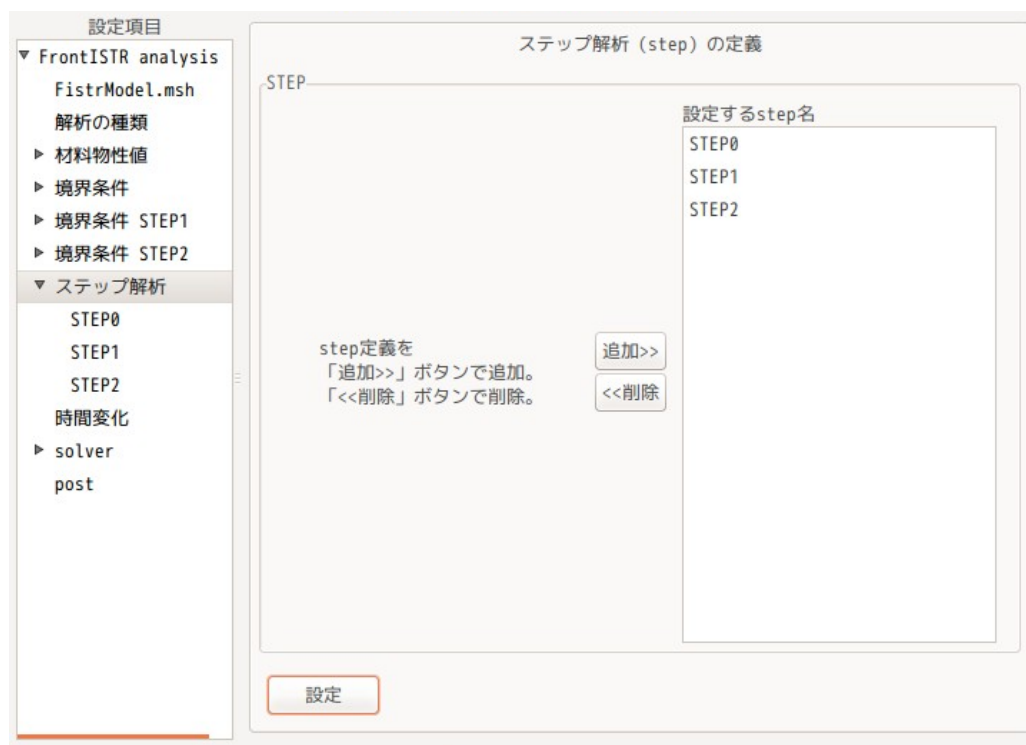 設定項目
FrontISTR analysis
FistrModel.msh
解析の種類
材料物性値
境界条件
境界条件 STEP1
境界条件 STEP2
ステップ解析
STEP0
STEP1
STEP2
時間変化
solver
post
ステップ解析 (step) の定義
STEP
step定義を
「追加>>」ボタンで追加。
「<<削除」ボタンで削除。
追加>>
<<削除
設定するstep名
STEP0
STEP1
STEP2
設定